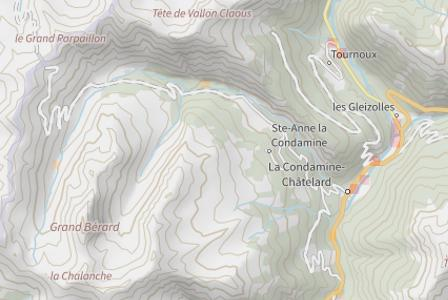 Tête de Vallon Claous
le Grand Parpaillon
Tournoux
les Gleizolles
Ste-Anne la
Condamine
La Condamine-
Châtelard
Grand Bérard
la Chalanche